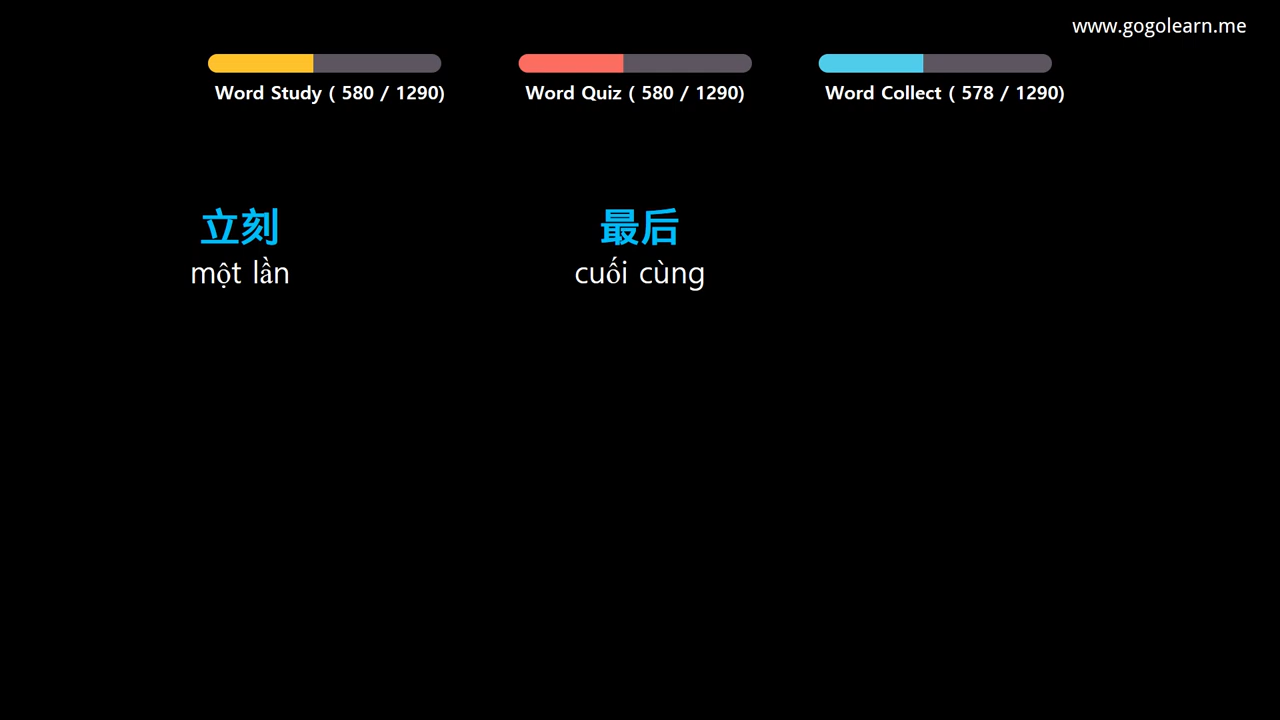 www.gogolearn.me
Word Study ( 580 / 1290)
Word Quiz ( 580 / 1290)
Word Collect ( 578 / 1290)
立刻
một lần
最后
cuối cùng